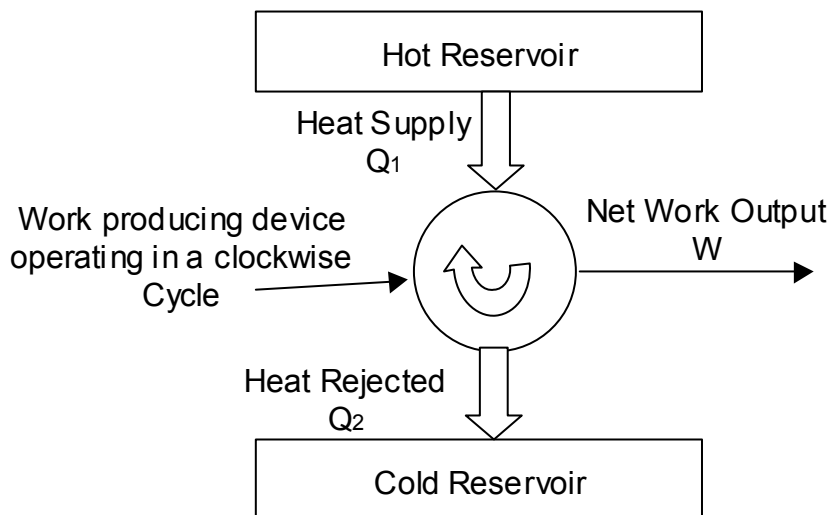 Hot Reservoir
Heat Supply
Q1
Work producing device
operating in a clockwise
Cycle
Net Work Output
W
Heat Rejected
Q2
Cold Reservoir